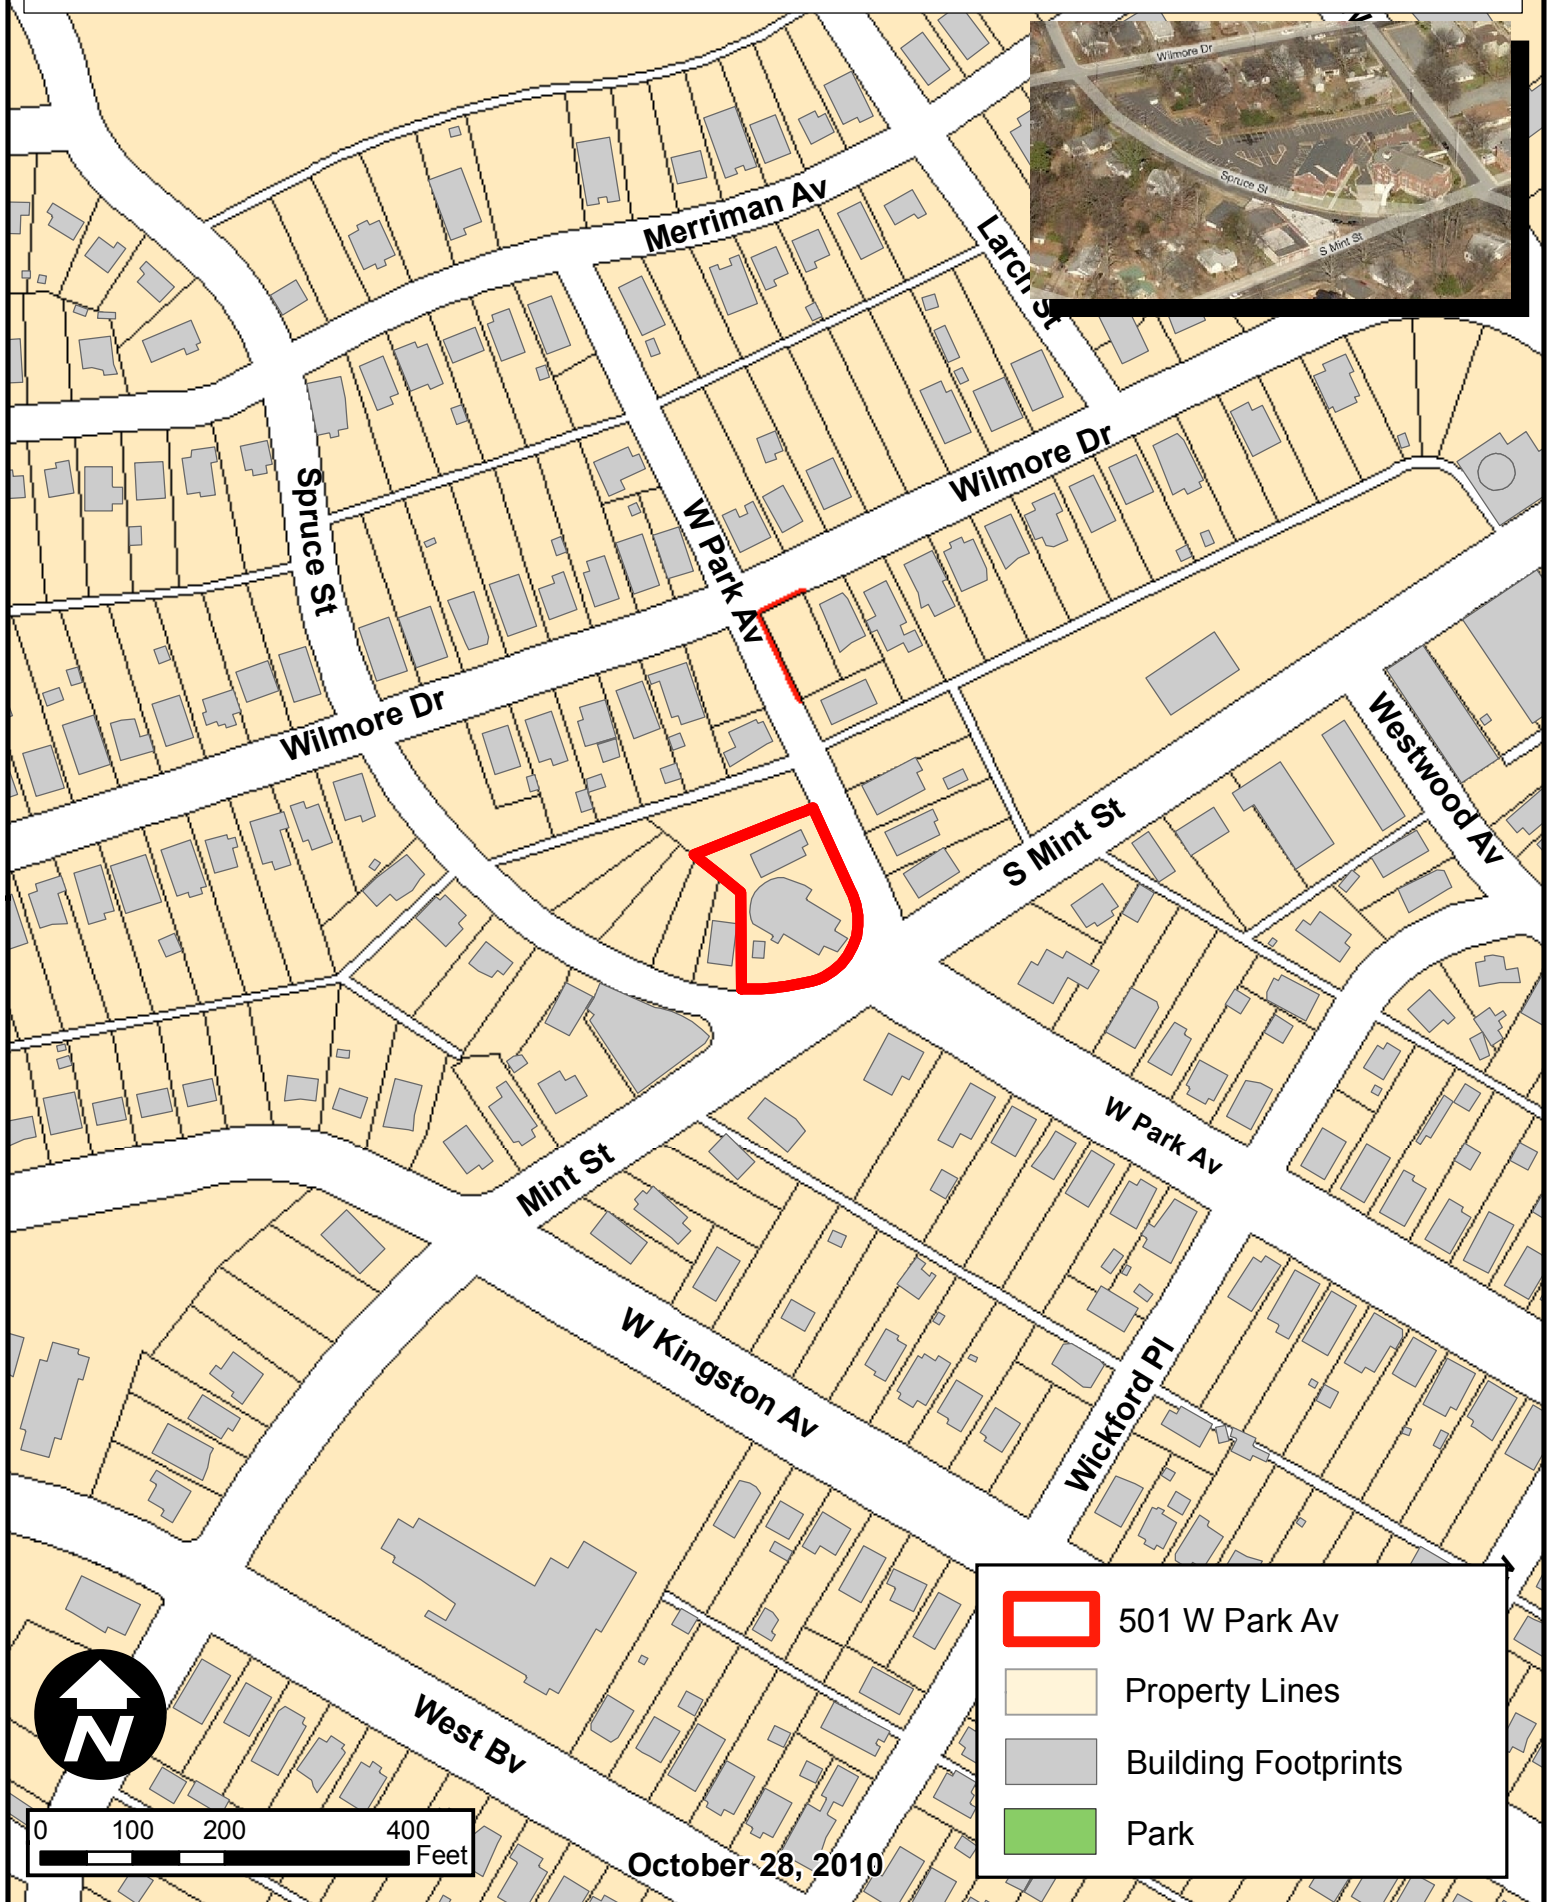 Wilmore Dr
Spruce St
S Mint St
Merriman Av
Larch St
Wilmore Dr
Spruce St
W Park Av
Wilmore Dr
Westwood Av
S Mint St
W Park Av
Mint St
W Kingston Av
Wickford Pl
West Bv
501 W Park Av
Property Lines
Building Footprints
Park
N
0 100 200 400
Feet
October 28, 2010